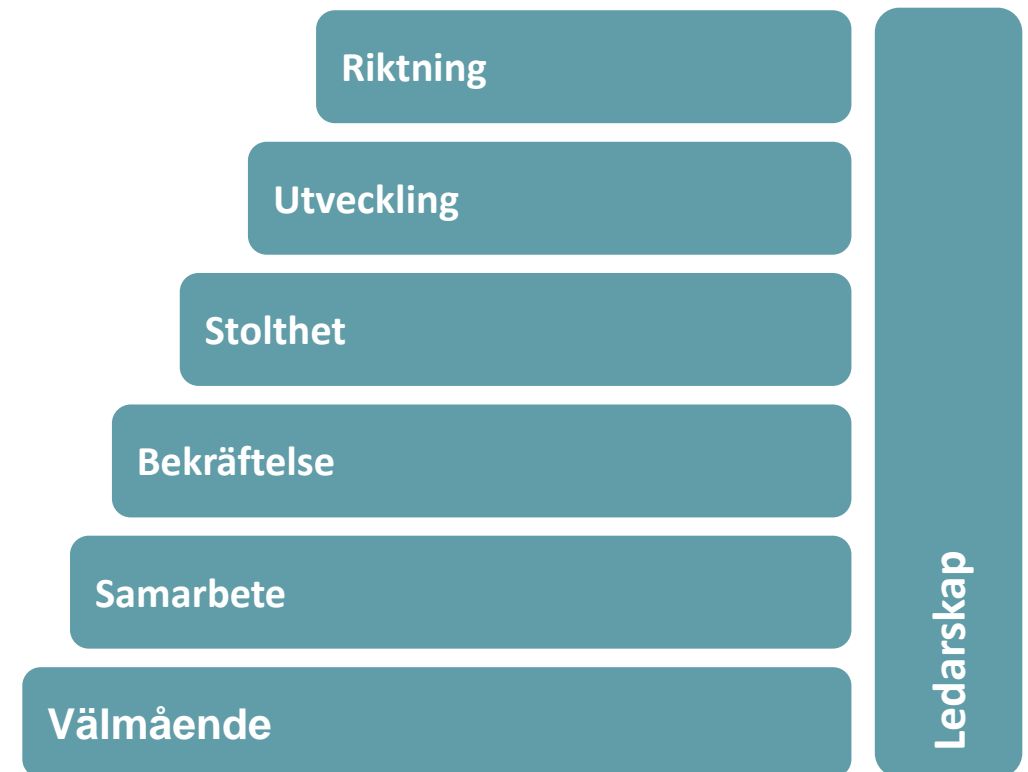 Riktning
Utveckling
Stolthet
Bekräftelse
Samarbete
Välmående
Ledarskap